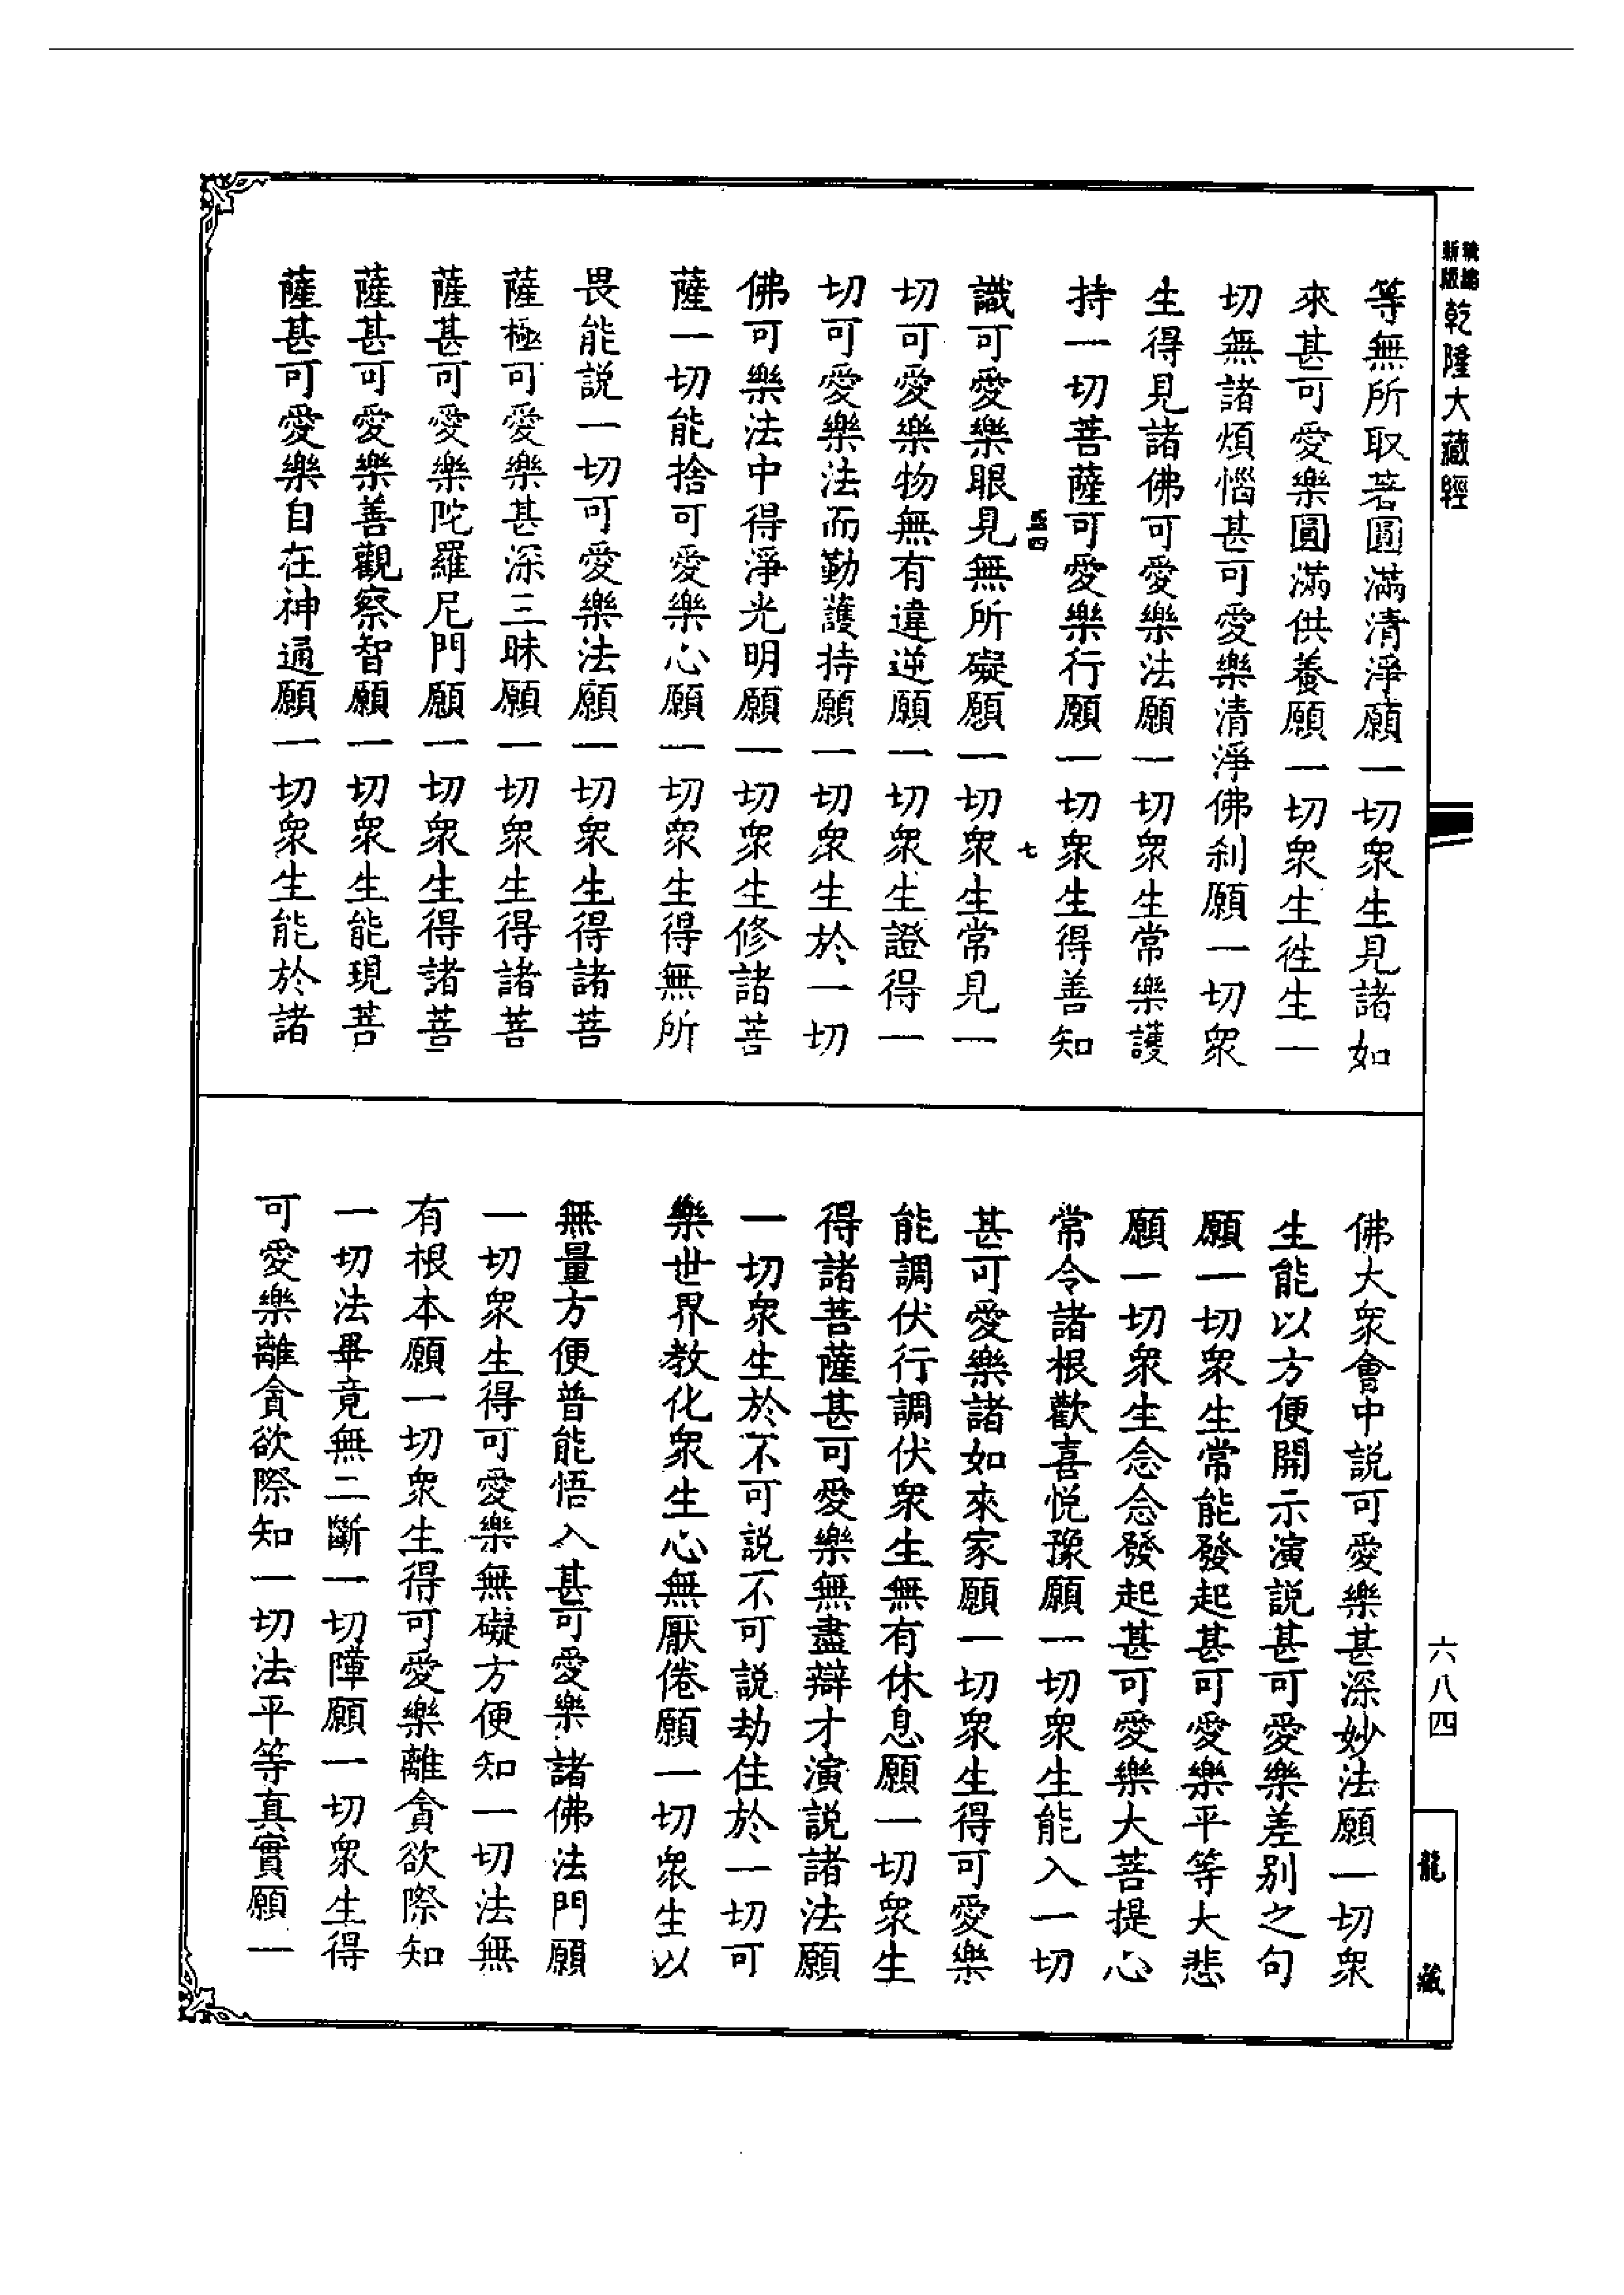 乾隆大藏經
等無所取著圓滿清淨願一切衆生見諸如
來甚可愛樂圓滿供養願一切衆生徃生一
切無諸煩惱甚可愛樂清淨佛刹願一切衆
生得見諸佛可愛樂法願一切衆生常樂護
持一切菩薩可愛樂行願一切衆生得善知
七
識可愛樂眼見無所礙願一切衆生常見一
切可愛樂物無有違逆願一切衆生證得一
切可愛樂法而勤護持願一切衆生於一切
佛可樂法中得淨光明願一切衆生修諸菩
薩一切能捨可愛樂心願一切衆生得無所
畏能説一切可愛樂法願一切衆生得諸菩
薩極可愛樂甚深三昧願一切衆生得諸菩
薩甚可愛樂陀羅尼門願一切衆生得諸菩
薩甚可愛樂善觀察智願一切衆生能現菩
薩甚可愛樂自在神通願一切衆生能於諸
佛大衆會中説可愛樂甚深妙法願一切衆
生能以方便開示演説甚可愛樂差别之句
願一切衆生常能發起甚可愛樂平等大悲
願一切衆生念念發起甚可愛樂大菩提心
常令諸根歡喜悅豫願一切衆生能入一切
甚可愛樂諸如來家願一切衆生得可愛樂
能調伏行調伏衆生無有休息願一切衆生
得諸菩薩甚可愛樂無盡辯才演説諸法願
一切衆生於不可説不可説劫住於一切可
樂世界教化衆生心無厭倦願一切衆生以
無量方便普能悟入甚可愛樂諸佛法門願
一切衆生得可愛樂無礙方便知一切法無
有根本願一切衆生得可愛樂離貪欲際知
一切法畢竟無二斷一切障願一切衆生得
可愛樂離貪欲際知一切法平等真實願一
六八四
龍藏